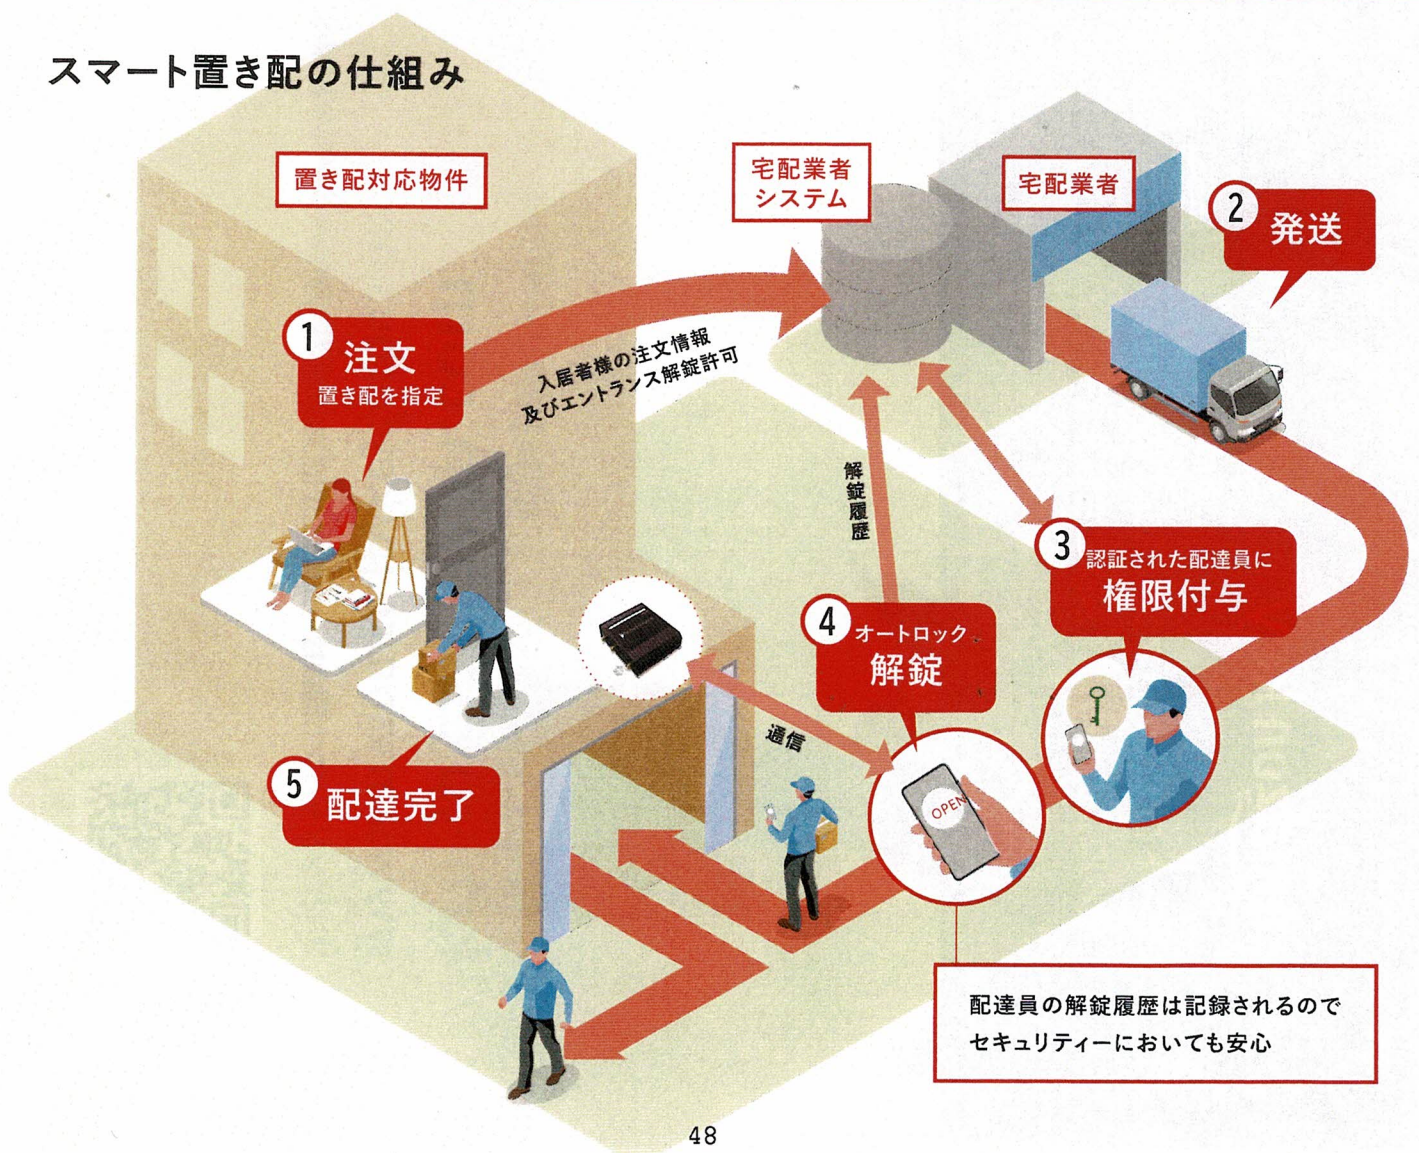 スマート置き配の仕組み
置き配対応物件
宅配業者
システム
宅配業者
2
発送
1
注文
置き配を指定
入居者様の注文情報
及びエントランス解錠許可
解錠履歴
3
認証された配達員に
権限付与
4
オートロック
解錠
通信
OPEN
5
配達完了
配達員の解錠履歴は記録されるので
セキュリティーにおいても安心
48